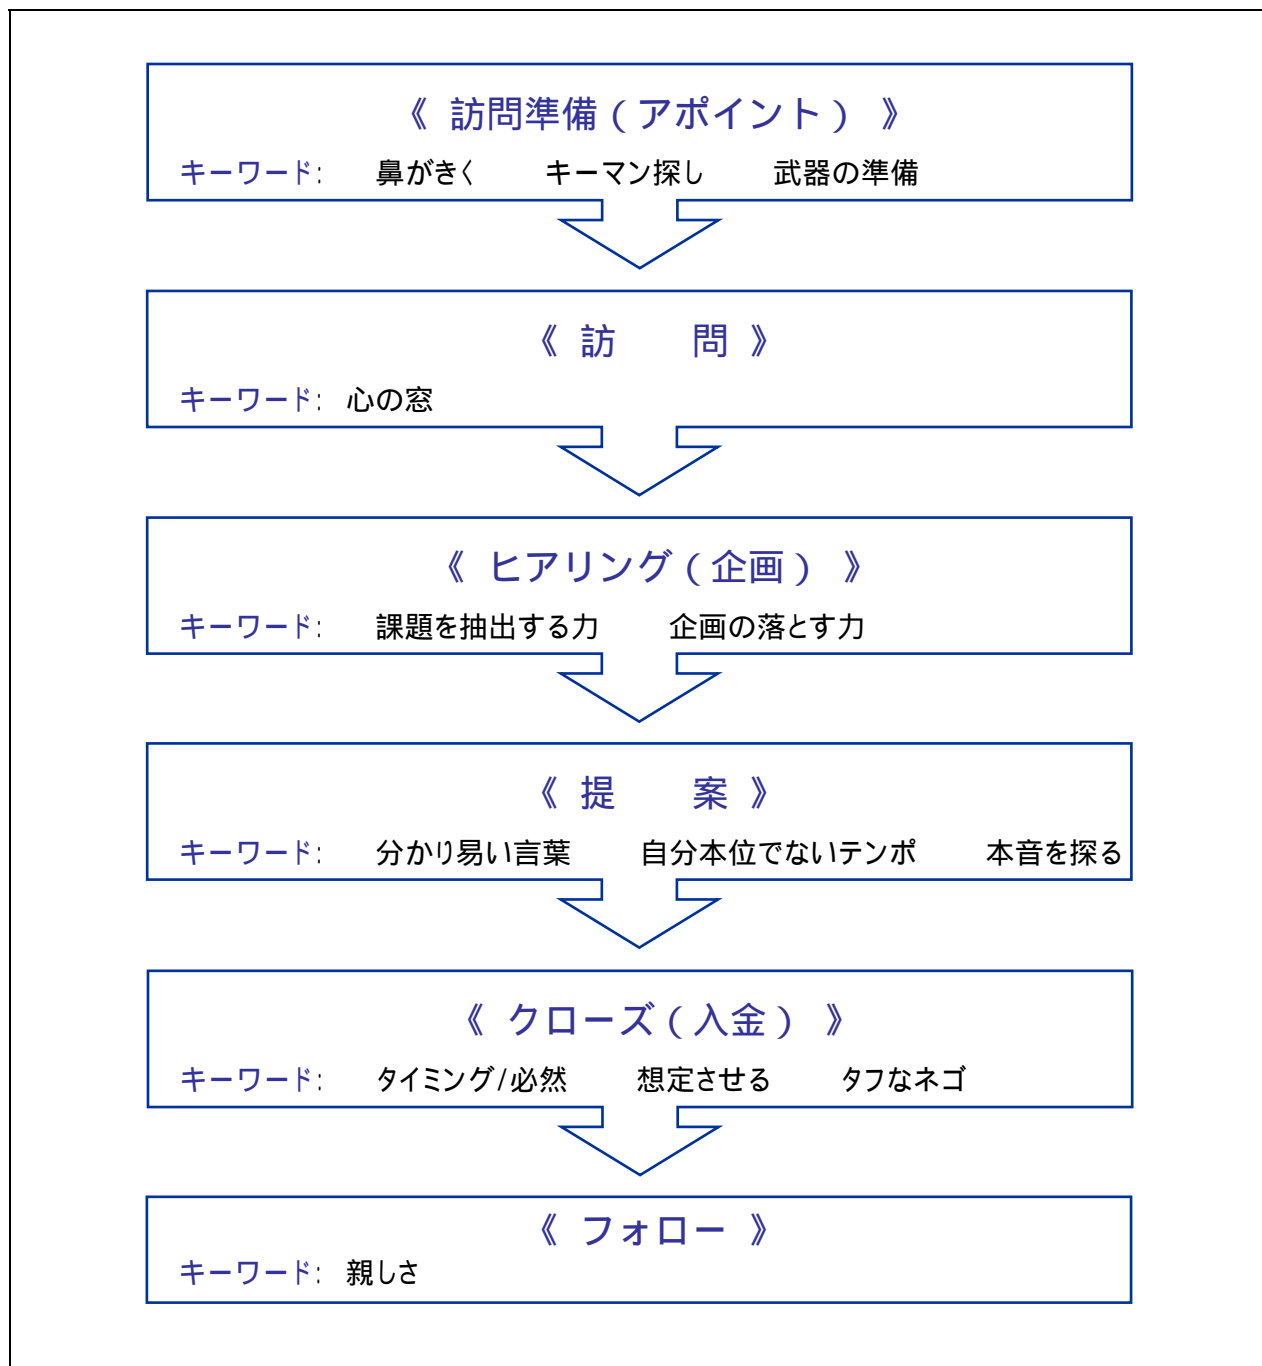 《 訪問準備（アポイント） 》
キーワード: 鼻がきく キーマン探し 武器の準備
《 訪 問 》
キーワード: 心の窓
《 ヒアリング（企画） 》
キーワード: 課題を抽出する力 企画の落とす力
《 提 案 》
キーワード: 分かり易い言葉 自分本位でないテンポ 本音を探る
《 クローズ（入金） 》
キーワード: タイミング/必然 想定させる タフなネゴ
《 フォロー 》
キーワード: 親しさ